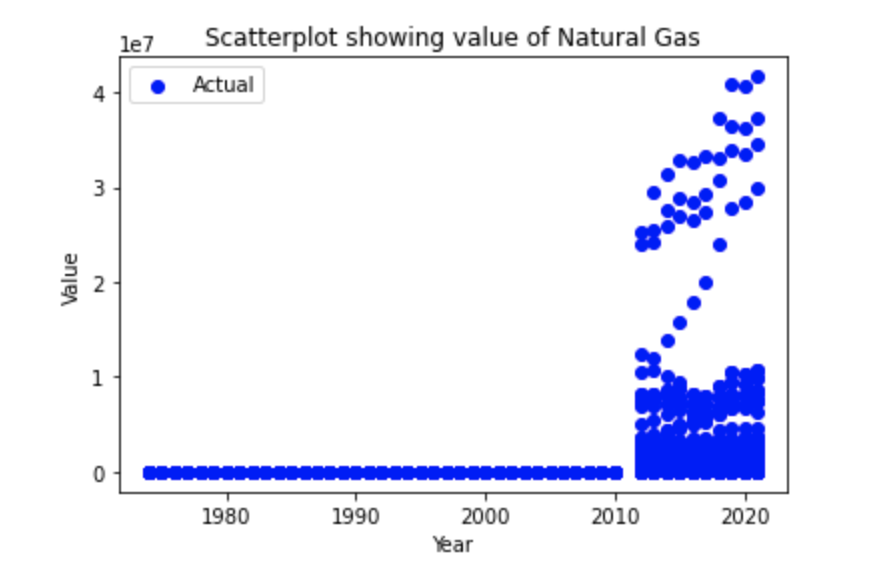 Scatterplot showing value of Natural Gas
1e7
Actual
4
3
2
1
0
Value
1980 1990 2000 2010 2020
Year